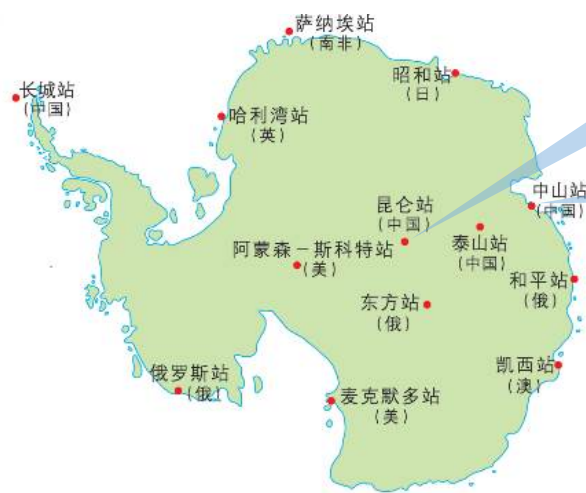 萨纳埃站
(南非)
昭和站
(日)
长城站
(中国)
哈利湾站
(英)
中山站
(中国)
昆仑站
(中国)
泰山站
(中国)
阿蒙森－斯科特站
(美)
和平站
(俄)
东方站
(俄)
凯西站
(澳)
俄罗斯站
(俄)
麦克默多站
(美)